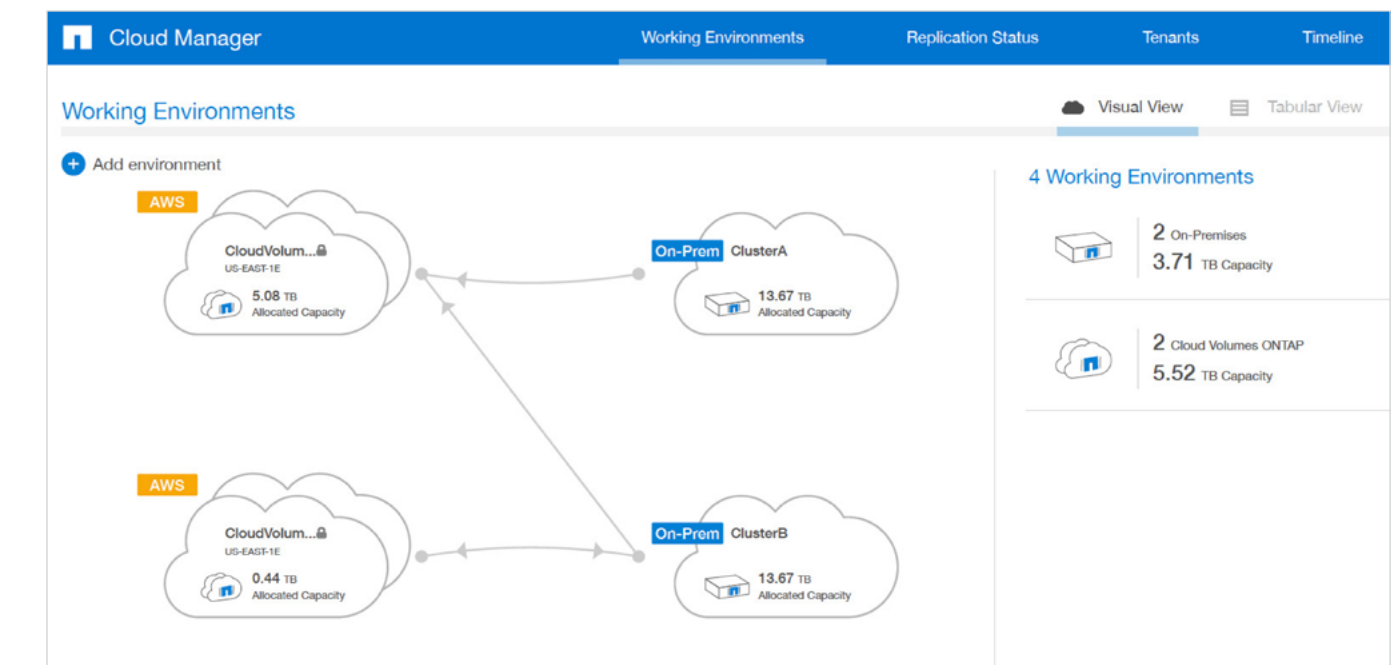 Cloud Manager
Working Environments
Replication Status
Tenants
Timeline
Working Environments
Visual View
Tabular View
Add environment
AWS
CloudVolum...
US-EAST-1E
5.08 TB
Allocated Capacity
On-Prem
ClusterA
13.67 TB
Allocated Capacity
AWS
CloudVolum...
US-EAST-1E
0.44 TB
Allocated Capacity
On-Prem
ClusterB
13.67 TB
Allocated Capacity
4 Working Environments
2 On-Premises
3.71 TB Capacity
2 Cloud Volumes ONTAP
5.52 TB Capacity